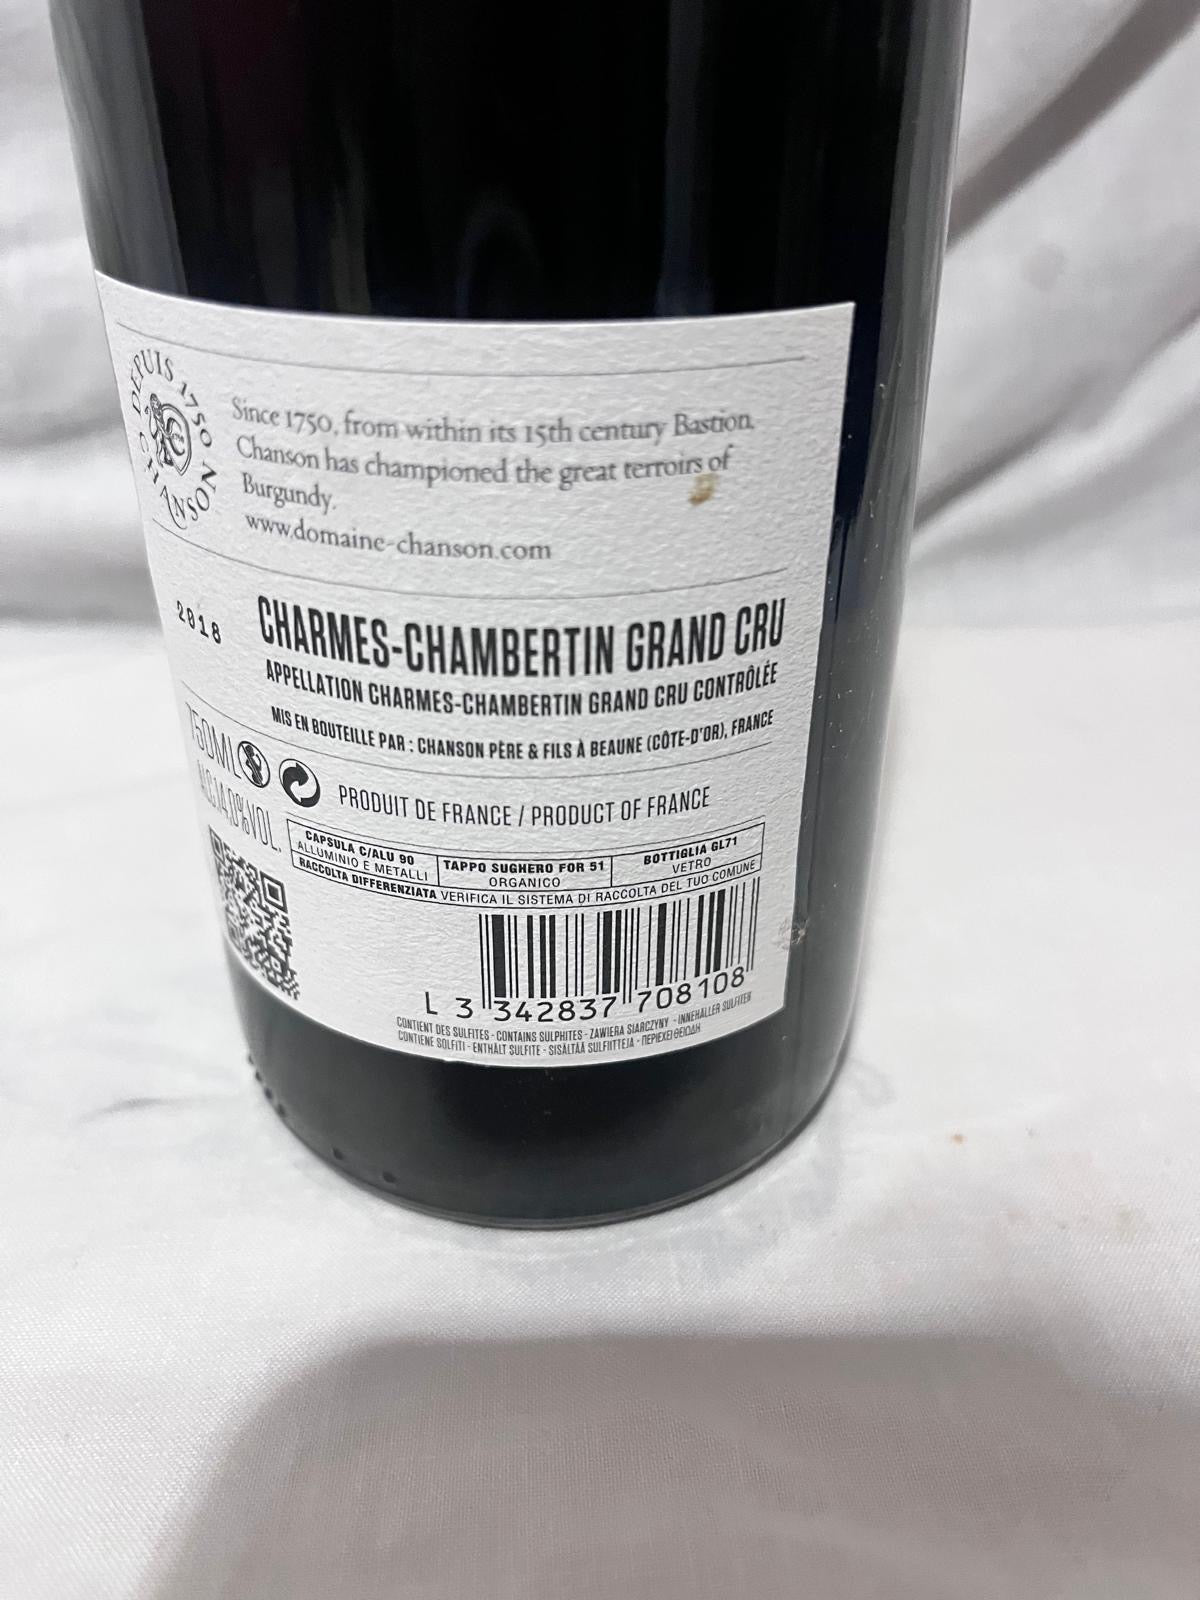 DEPUIS 1750
CHANSON
Since 1750, from within its 15th century Bastion,
Chanson has championed the great terroirs of
Burgundy.
www.domaine-chanson.com
2018
CHARMES-CHAMBERTIN GRAND CRU
APPELLATION CHARMES-CHAMBERTIN GRAND CRU CONTRÔLÉE
MIS EN BOUTEILLE PAR : CHANSON PÈRE & FILS À BEAUNE (CÔTE-D'OR), FRANCE
750ML
ALC.14,0%VOL.
PRODUIT DE FRANCE / PRODUCT OF FRANCE
CAPSULA C/ALU 90
ALLUMINIO E METALLI
TAPPO SUGHERO FOR 51
ORGANICO
BOTTIGLIA GL71
VETRO
RACCOLTA DIFFERENZIATA VERIFICA IL SISTEMA DI RACCOLTA DEL TUO COMUNE
L 3 342837 708108
CONTIENT DES SULFITES - CONTAINS SULPHITES - ZAWIERA SIARCZYNY - INNEHÅLLER SULFITER
CONTIENE SOLFITI - ENTHÄLT SULFITE - SISÄLTÄÄ SULFIITTEJA - ΠΕΡΙΕΧΕΙ ΘΕΙΩΔΗ